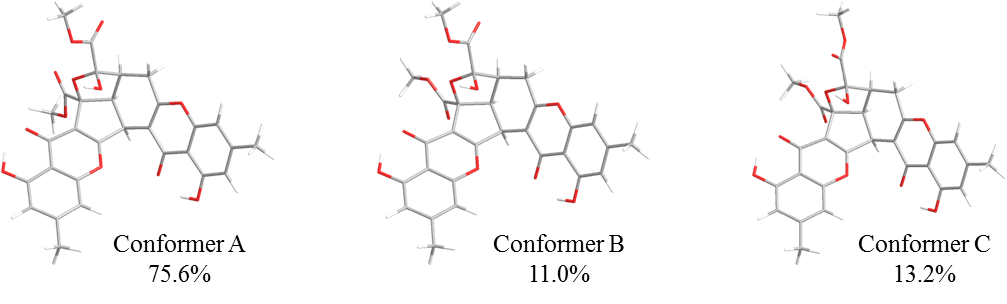 Conformer A
75.6%
Conformer B
11.0%
Conformer C
13.2%